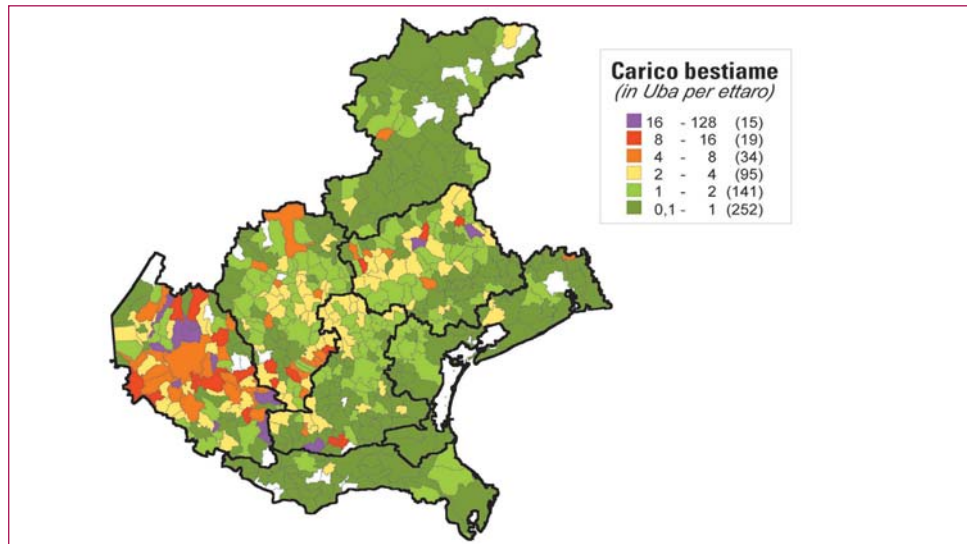 Carico bestiame
(in Uba per ettaro)
16 - 128 (15)
8 - 16 (19)
4 - 8 (34)
2 - 4 (95)
1 - 2 (141)
0,1 - 1 (252)